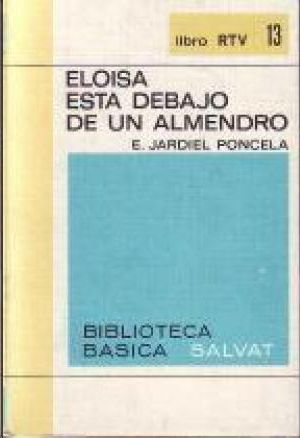 libro RTV 13
ELOISA
ESTA DEBAJO
DE UN ALMENDRO
E. JARDIEL PONCELA
BIBLIOTECA
BASICA SALVAT